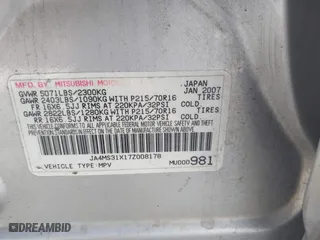 MFD BY MITSUBISHI MOTORS JAPAN
GVWR 5071LBS/2300KG JAN 2007
GAWR 2403LBS/1090KG WITH P215/70R16 TIRES
FR 16X6.5JJ RIMS AT 220KPA/32PSI COLD
GAWR 2822LBS/1280KG WITH P215/70R16 TIRES
RR 16X6.5JJ RIMS AT 220KPA/32PSI COLD
THIS VEHICLE CONFORMS TO ALL APPLICABLE
FEDERAL MOTOR VEHICLE SAFETY AND THEFT
PREVENTION STANDARDS IN EFFECT ON THE DATE OF
MANUFACTURE SHOWN ABOVE.
JA4MS31X17Z008178
VEHICLE TYPE:MPV MU000981